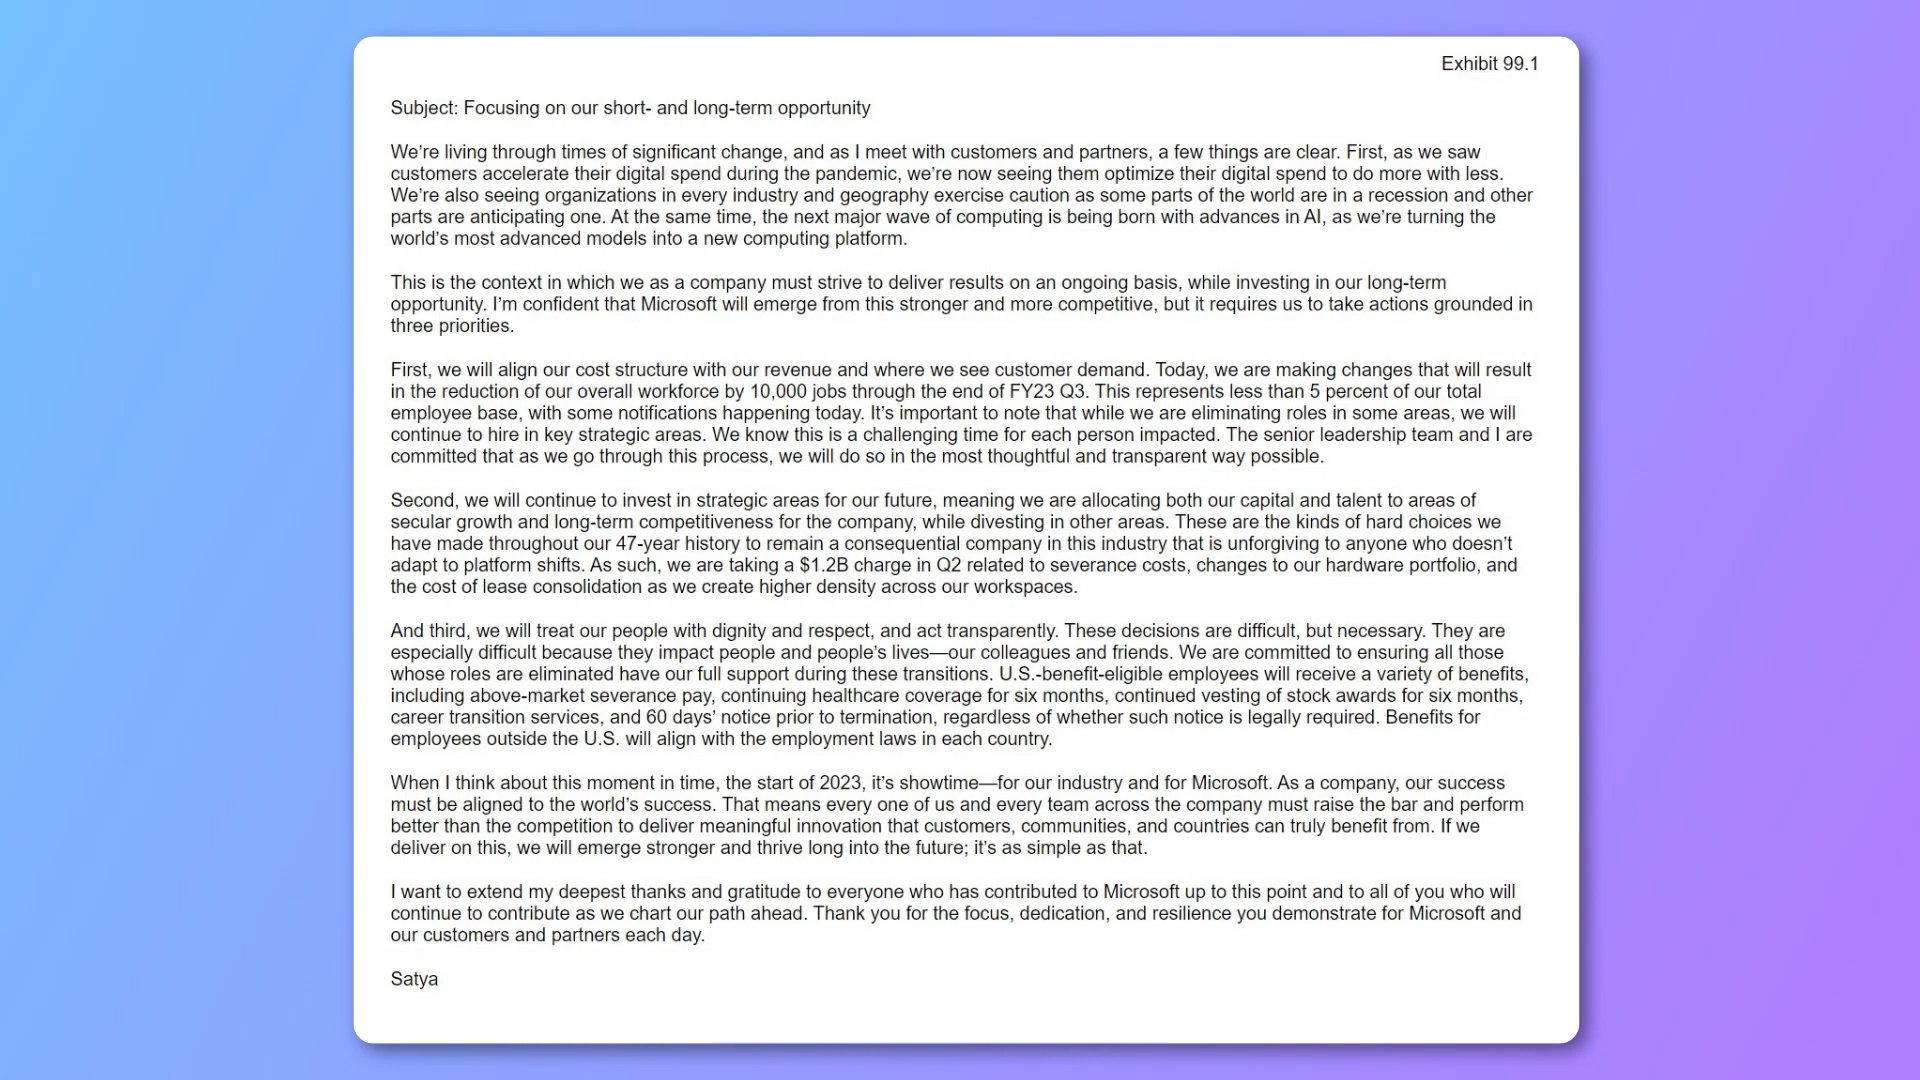 Exhibit 99.1
Subject: Focusing on our short- and long-term opportunity
We’re living through times of significant change, and as I meet with customers and partners, a few things are clear. First, as we saw
customers accelerate their digital spend during the pandemic, we’re now seeing them optimize their digital spend to do more with less.
We’re also seeing organizations in every industry and geography exercise caution as some parts of the world are in a recession and other
parts are anticipating one. At the same time, the next major wave of computing is being born with advances in AI, as we’re turning the
world’s most advanced models into a new computing platform.
This is the context in which we as a company must strive to deliver results on an ongoing basis, while investing in our long-term
opportunity. I’m confident that Microsoft will emerge from this stronger and more competitive, but it requires us to take actions grounded in
three priorities.
First, we will align our cost structure with our revenue and where we see customer demand. Today, we are making changes that will result
in the reduction of our overall workforce by 10,000 jobs through the end of FY23 Q3. This represents less than 5 percent of our total
employee base, with some notifications happening today. It’s important to note that while we are eliminating roles in some areas, we will
continue to hire in key strategic areas. We know this is a challenging time for each person impacted. The senior leadership team and I are
committed that as we go through this process, we will do so in the most thoughtful and transparent way possible.
Second, we will continue to invest in strategic areas for our future, meaning we are allocating both our capital and talent to areas of
secular growth and long-term competitiveness for the company, while divesting in other areas. These are the kinds of hard choices we
have made throughout our 47-year history to remain a consequential company in this industry that is unforgiving to anyone who doesn’t
adapt to platform shifts. As such, we are taking a $1.2B charge in Q2 related to severance costs, changes to our hardware portfolio, and
the cost of lease consolidation as we create higher density across our workspaces.
And third, we will treat our people with dignity and respect, and act transparently. These decisions are difficult, but necessary. They are
especially difficult because they impact people and people’s lives—our colleagues and friends. We are committed to ensuring all those
whose roles are eliminated have our full support during these transitions. U.S.-benefit-eligible employees will receive a variety of benefits,
including above-market severance pay, continuing healthcare coverage for six months, continued vesting of stock awards for six months,
career transition services, and 60 days’ notice prior to termination, regardless of whether such notice is legally required. Benefits for
employees outside the U.S. will align with the employment laws in each country.
When I think about this moment in time, the start of 2023, it’s showtime—for our industry and for Microsoft. As a company, our success
must be aligned to the world’s success. That means every one of us and every team across the company must raise the bar and perform
better than the competition to deliver meaningful innovation that customers, communities, and countries can truly benefit from. If we
deliver on this, we will emerge stronger and thrive long into the future; it’s as simple as that.
I want to extend my deepest thanks and gratitude to everyone who has contributed to Microsoft up to this point and to all of you who will
continue to contribute as we chart our path ahead. Thank you for the focus, dedication, and resilience you demonstrate for Microsoft and
our customers and partners each day.
Satya